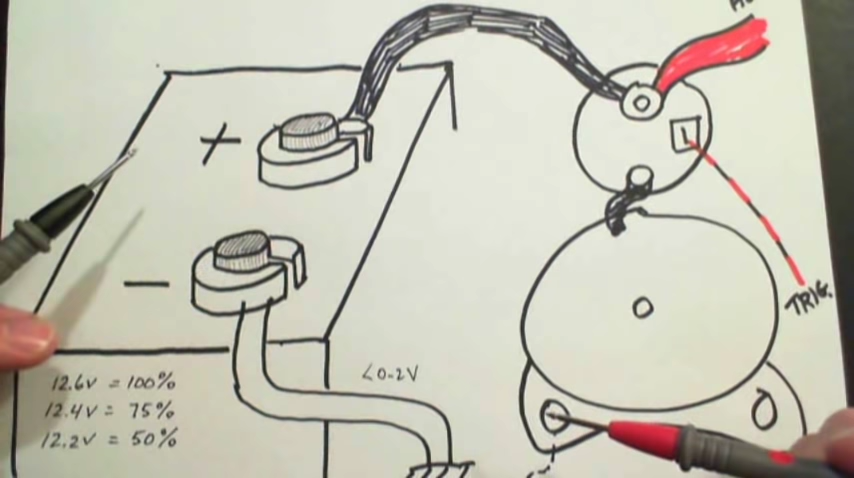 +
−
<0.2V
12.6V = 100%
12.4V = 75%
12.2V = 50%
TRIG.